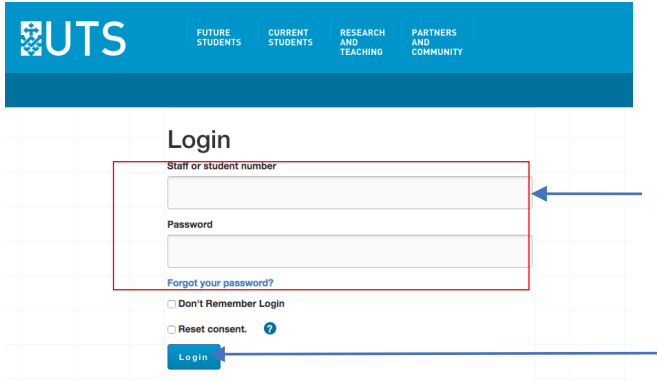 UTS
FUTURE STUDENTS
CURRENT STUDENTS
RESEARCH AND TEACHING
PARTNERS AND COMMUNITY
Login
Staff or student number
Password
Forgot your password?
Don't Remember Login
Reset consent. ?
Login